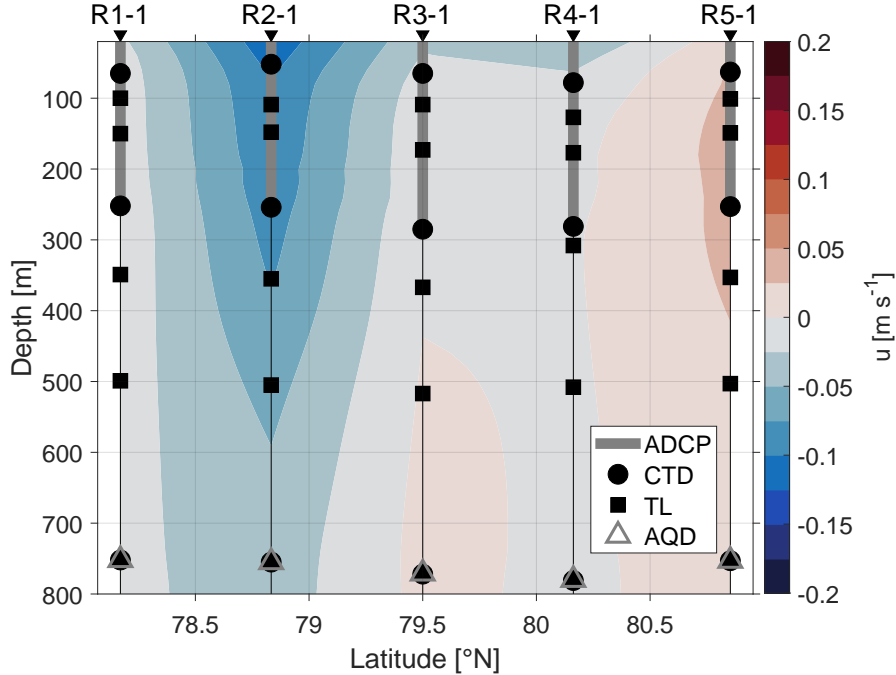 R1-1 R2-1 R3-1 R4-1 R5-1
100
200
300
400
500
600
700
800
Depth [m]
78.5 79 79.5 80 80.5
Latitude [°N]
ADCP
CTD
TL
AQD
0.2
0.15
0.1
0.05
0
-0.05
-0.1
-0.15
-0.2
u [m s⁻¹]